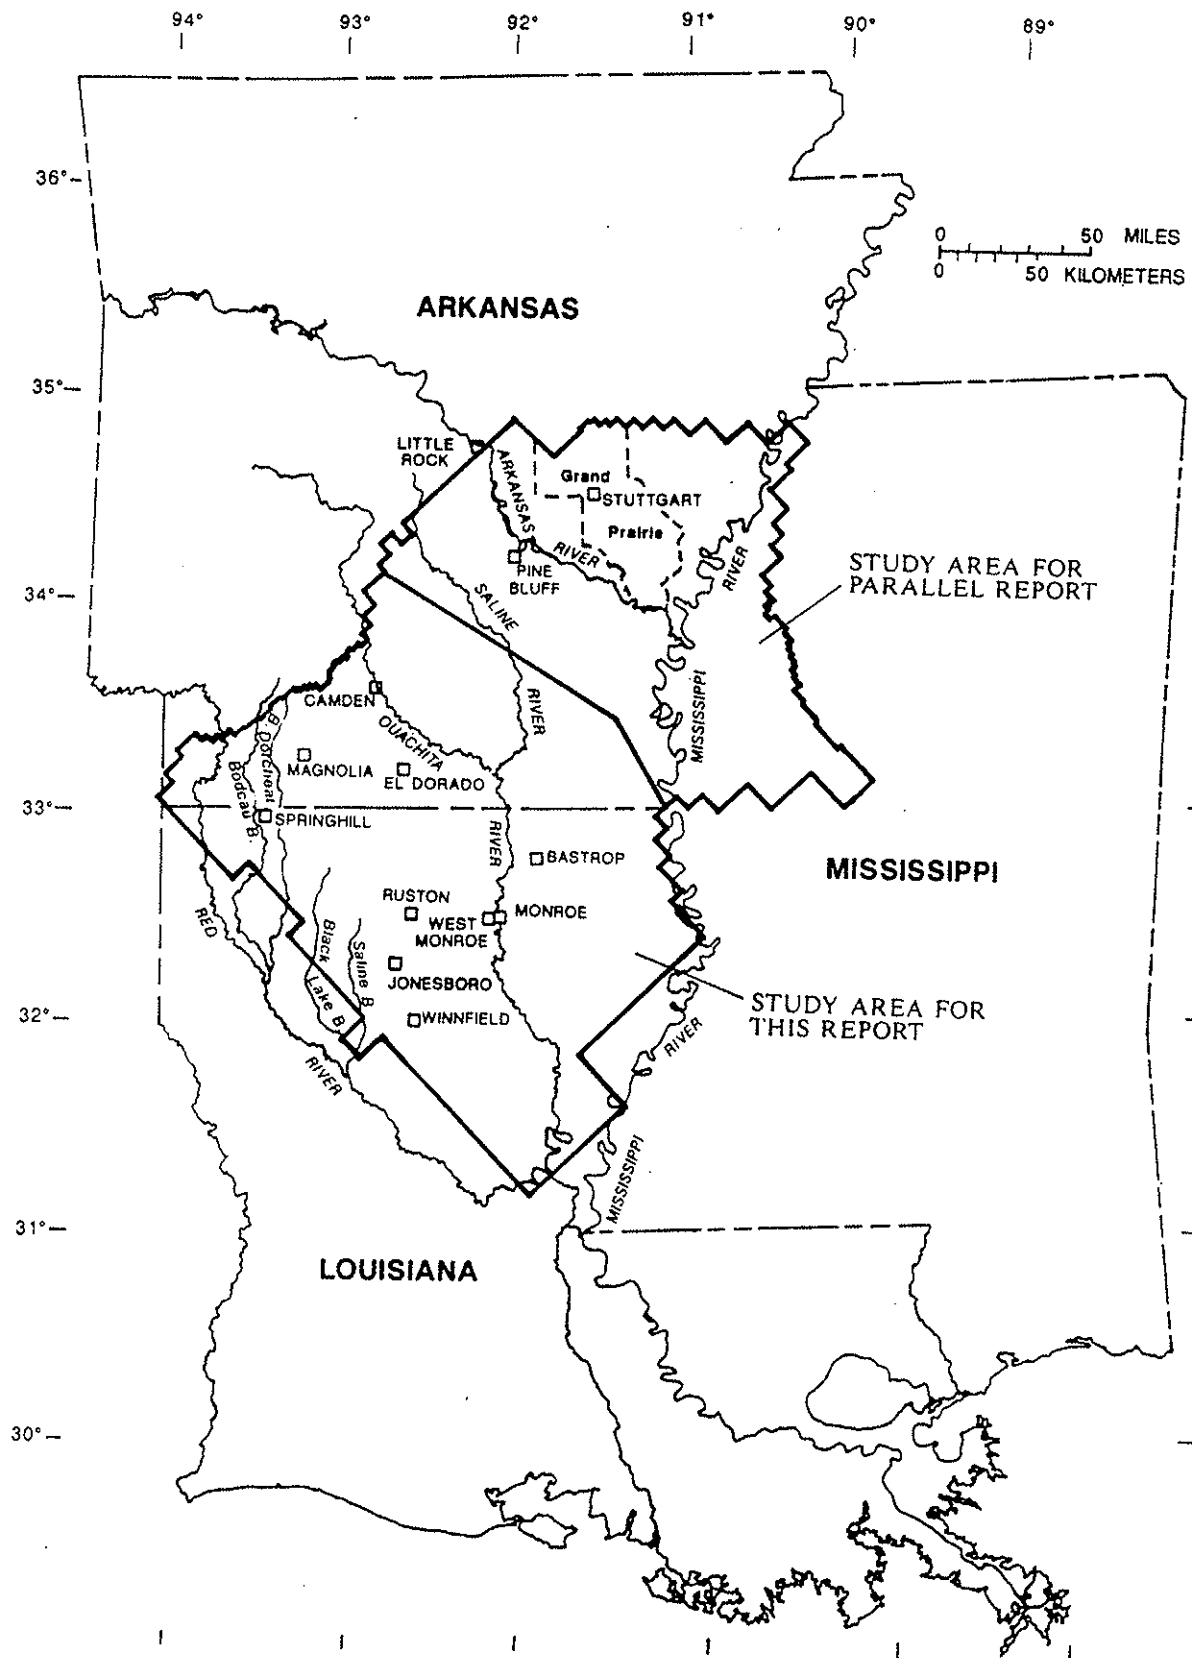 94° 93° 92° 91° 90° 89°
36°
0 50 MILES
0 50 KILOMETERS
ARKANSAS
35°
LITTLE
ROCK
ARKANSAS
RIVER
Grand
STUTTGART
Prairie
PINE
BLUFF
RIVER
STUDY AREA FOR
PARALLEL REPORT
34°
SALINE
RIVER
MISSISSIPPI
CAMDEN
OUACHITA
RIVER
Dorcheat B.
Bodcau B.
MAGNOLIA
EL DORADO
33°
SPRINGHILL
BASTROP
MISSISSIPPI
RED
RIVER
RUSTON
WEST
MONROE
MONROE
Black
Lake B.
Saline B.
JONESBORO
WINNFIELD
STUDY AREA FOR
THIS REPORT
32°
RIVER
MISSISSIPPI
31°
LOUISIANA
30°